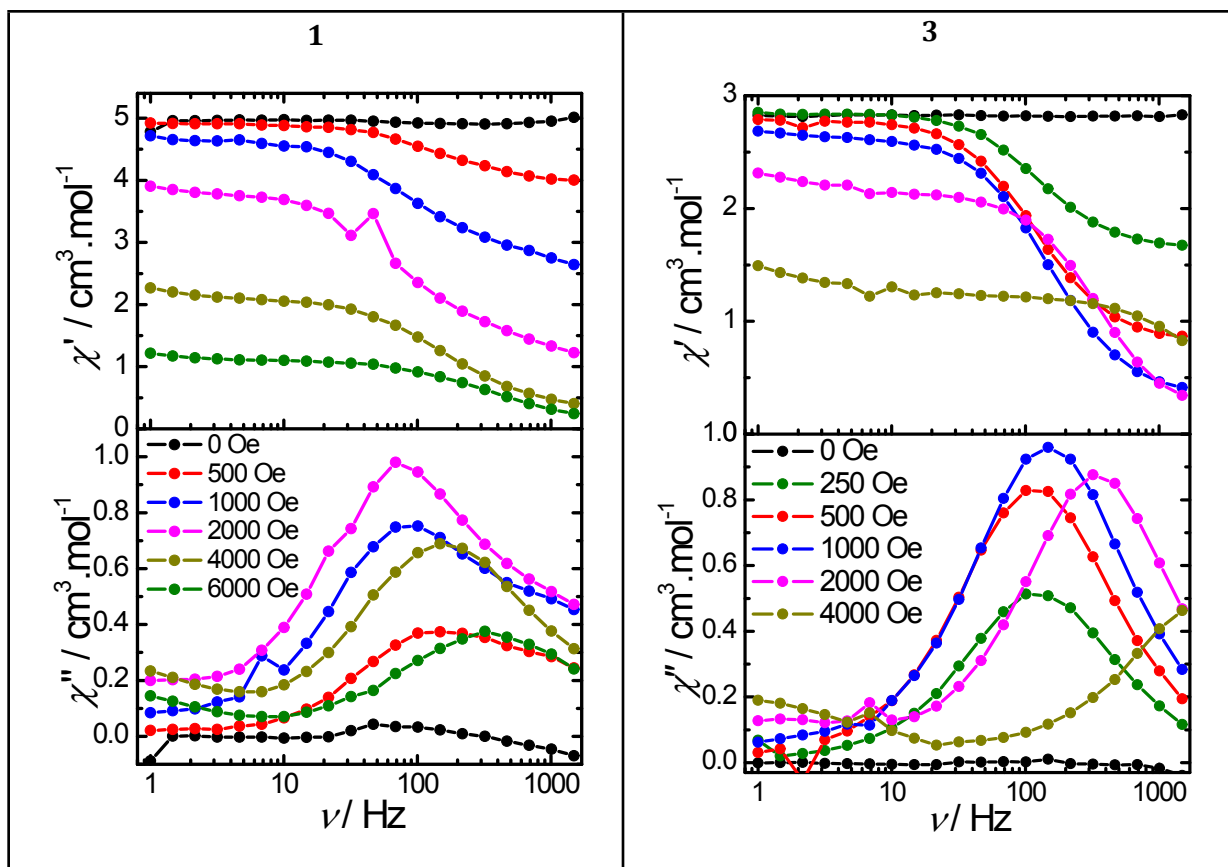 1
5
4
3
2
1
0
χ' / cm³.mol⁻¹
0 Oe
500 Oe
1000 Oe
2000 Oe
4000 Oe
6000 Oe
1.0
0.8
0.6
0.4
0.2
0.0
χ'' / cm³.mol⁻¹
1 10 100 1000
ν/ Hz
3
3
2
1
χ' / cm³.mol⁻¹
0 Oe
250 Oe
500 Oe
1000 Oe
2000 Oe
4000 Oe
1.0
0.8
0.6
0.4
0.2
0.0
χ'' / cm³.mol⁻¹
1 10 100 1000
ν/ Hz